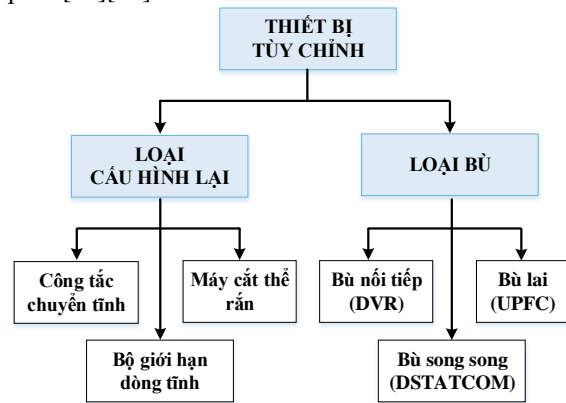 THIẾT BỊ
TÙY CHỈNH
LOẠI
CẤU HÌNH LẠI
LOẠI BÙ
Công tắc
chuyển tĩnh
Máy cắt thể
rắn
Bộ giới hạn
dòng tĩnh
Bù nối tiếp
(DVR)
Bù lai
(UPFC)
Bù song song
(DSTATCOM)